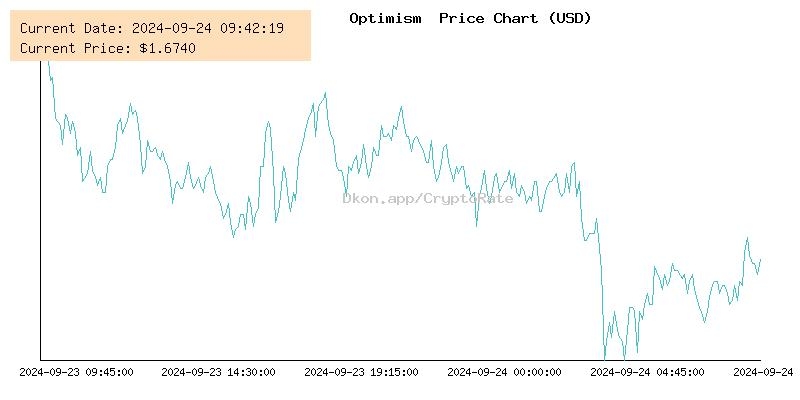 Optimism Price Chart (USD)
Current Date: 2024-09-24 09:42:19
Current Price: $1.6740
Dkon.app/CryptoRate
2024-09-23 09:45:00 2024-09-23 14:30:00 2024-09-23 19:15:00 2024-09-24 00:00:00 2024-09-24 04:45:00 2024-09-24